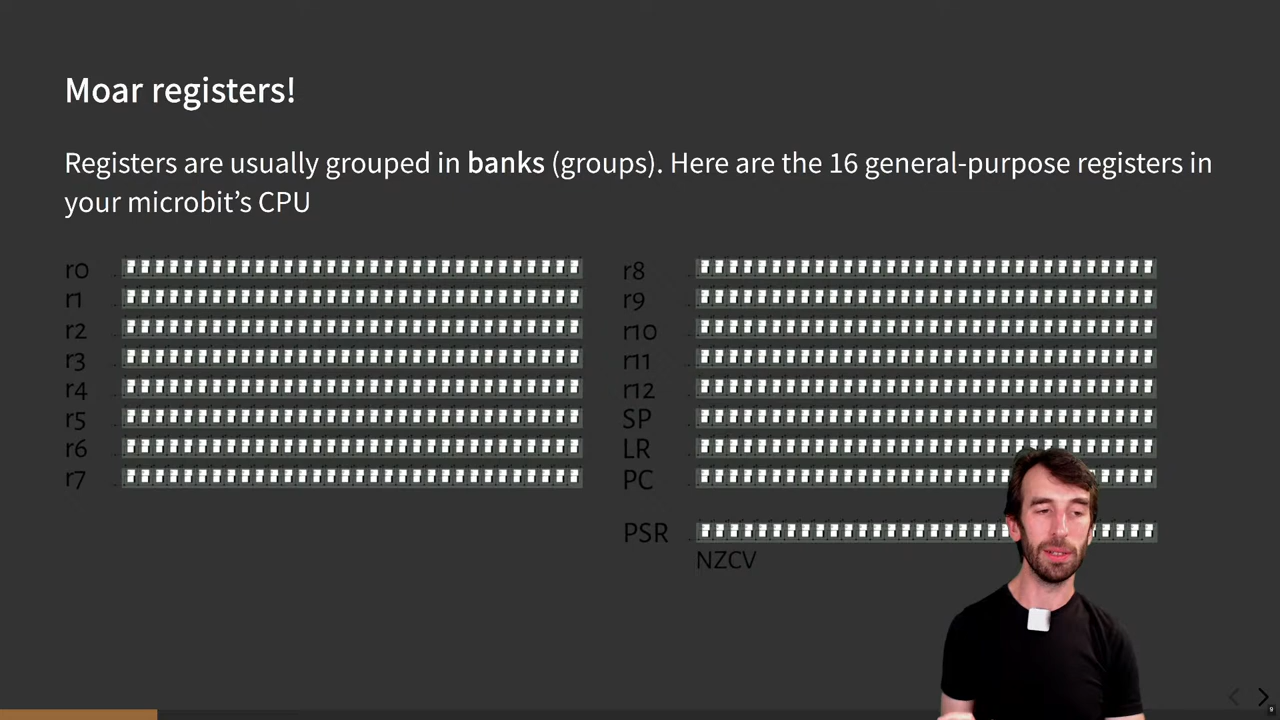 Moar registers!
Registers are usually grouped in banks (groups). Here are the 16 general-purpose registers in
your microbit's CPU
r0
r1
r2
r3
r4
r5
r6
r7
r8
r9
r10
r11
r12
SP
LR
PC
PSR
NZCV
9